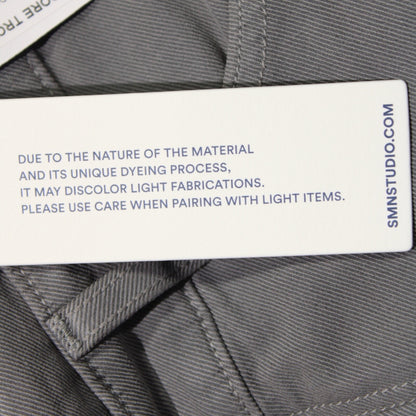 DUE TO THE NATURE OF THE MATERIAL
AND ITS UNIQUE DYEING PROCESS,
IT MAY DISCOLOR LIGHT FABRICATIONS.
PLEASE USE CARE WHEN PAIRING WITH LIGHT ITEMS.
SMNSTUDIO.COM